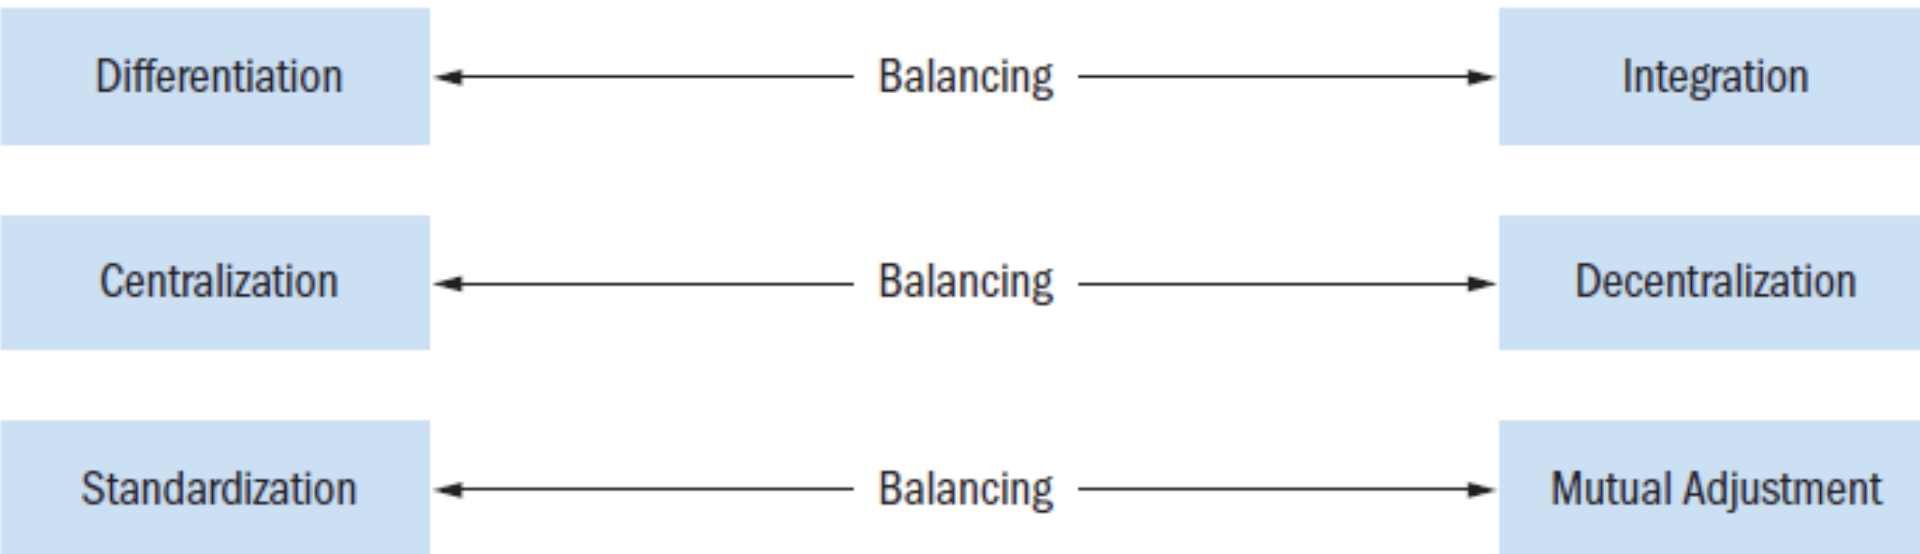 Differentiation Balancing Integration
Centralization Balancing Decentralization
Standardization Balancing Mutual Adjustment